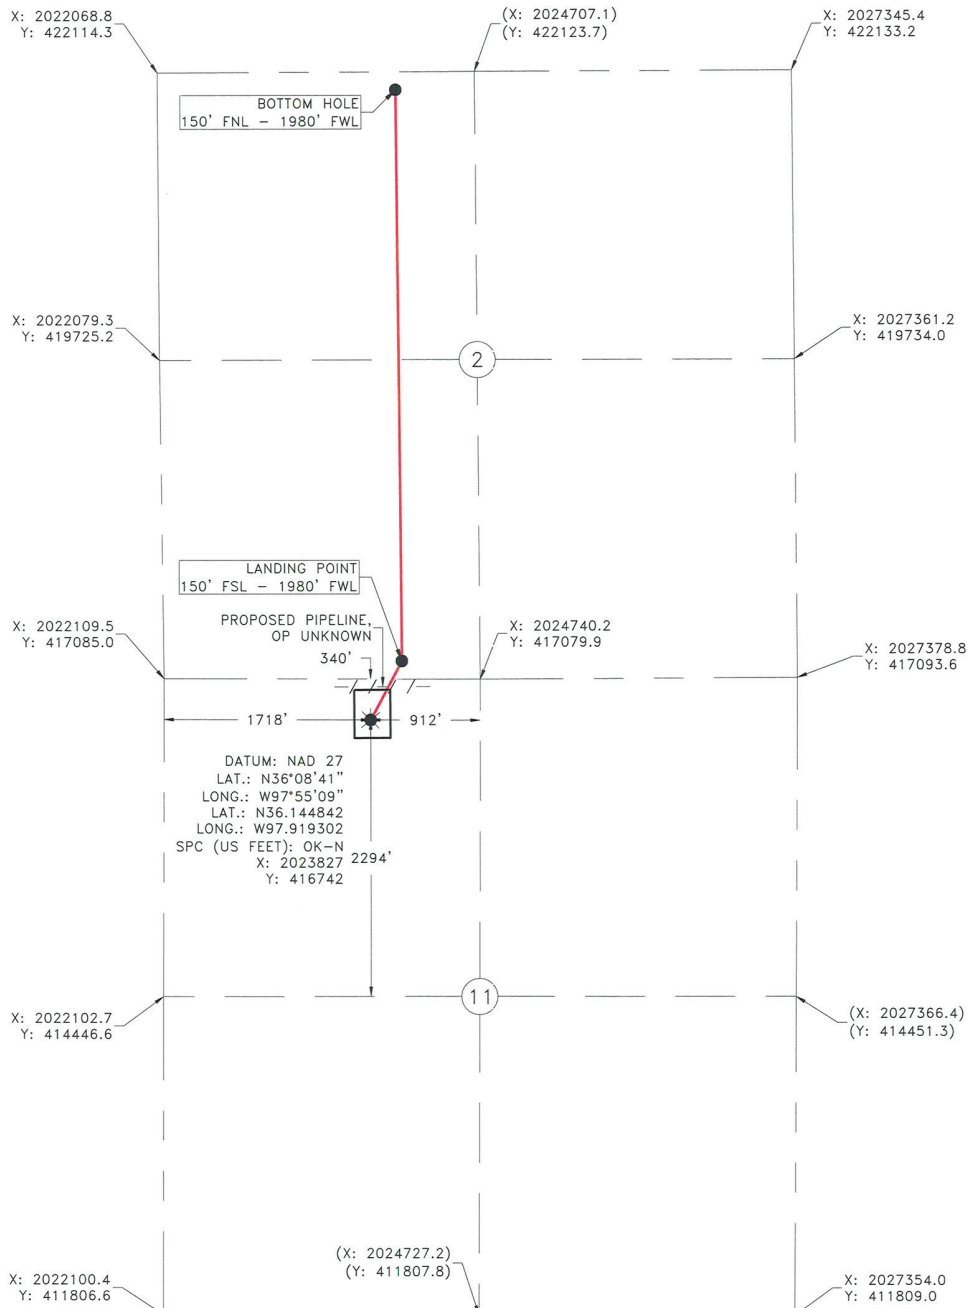 X: 2022068.8
Y: 422114.3
(X: 2024707.1)
(Y: 422123.7)
X: 2027345.4
Y: 422133.2
BOTTOM HOLE
150' FNL – 1980' FWL
X: 2022079.3
Y: 419725.2
2
X: 2027361.2
Y: 419734.0
LANDING POINT
150' FSL – 1980' FWL
PROPOSED PIPELINE,
OP UNKNOWN
340'
X: 2022109.5
Y: 417085.0
X: 2024740.2
Y: 417079.9
X: 2027378.8
Y: 417093.6
1718'
912'
DATUM: NAD 27
LAT.: N36°08'41"
LONG.: W97°55'09"
LAT.: N36.144842
LONG.: W97.919302
SPC (US FEET): OK–N
X: 2023827
Y: 416742
2294'
X: 2022102.7
Y: 414446.6
11
(X: 2027366.4)
(Y: 414451.3)
X: 2022100.4
Y: 411806.6
(X: 2024727.2)
(Y: 411807.8)
X: 2027354.0
Y: 411809.0